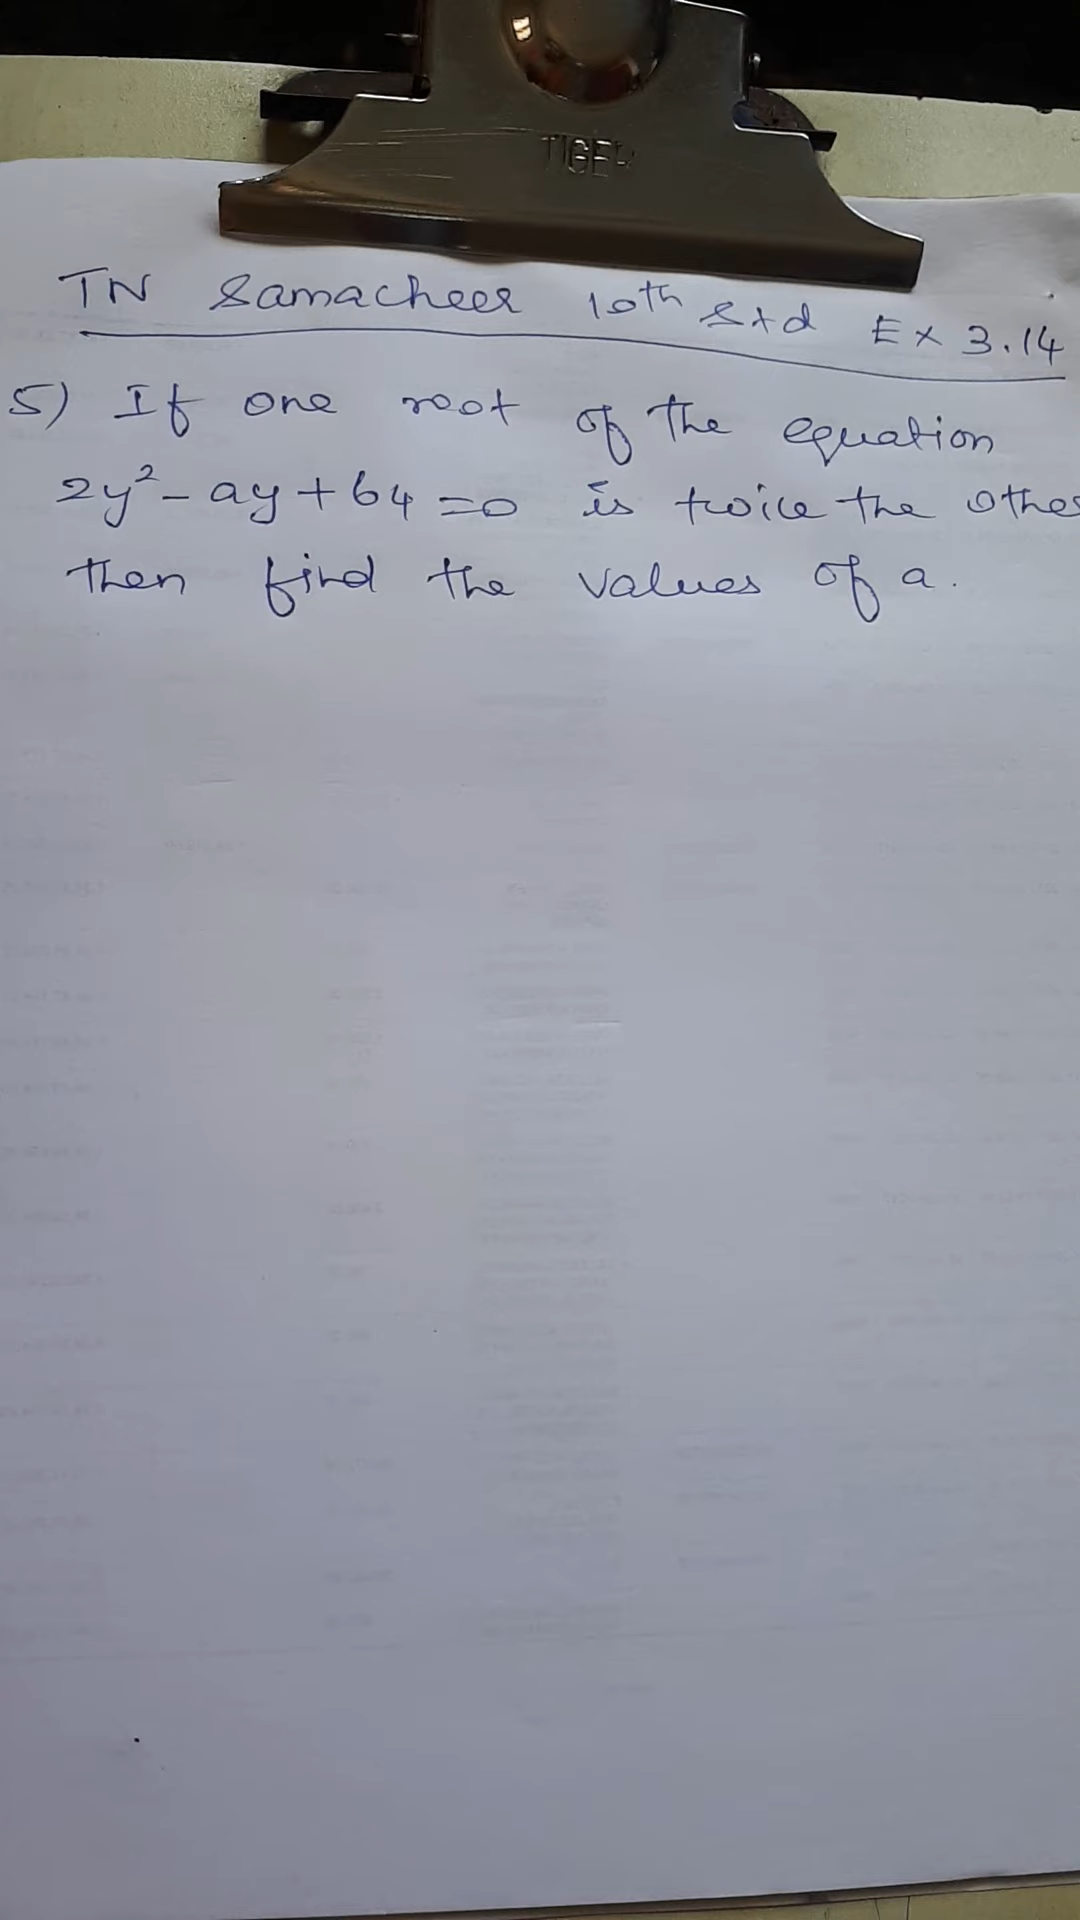 TIGER
TN Samacheer 10th Std Ex 3.14
5) If one root of the equation
2y²- ay + 64 = 0 is twice the other
then find the values of a.